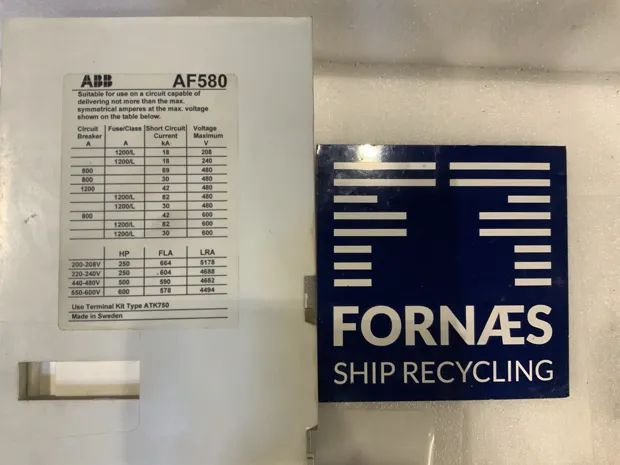 ABB AF580
Suitable for use on a circuit capable of
delivering not more than the max.
symmetrical amperes at the max. voltage
shown on the table below.
Circuit Fuse/Class Short Circuit Voltage
Breaker Current Maximum
A A kA V
1200/L 18 208
1200/L 18 240
800 69 480
800 30 480
1200 42 480
1200/L 82 480
1200/L 30 480
800 42 600
1200/L 82 600
1200/L 30 600
HP FLA LRA
200-208V 250 664 5178
220-240V 250 604 4688
440-480V 500 590 4682
550-600V 600 578 4494
Use Terminal Kit Type ATK750
Made in Sweden
FORNÆS
SHIP RECYCLING